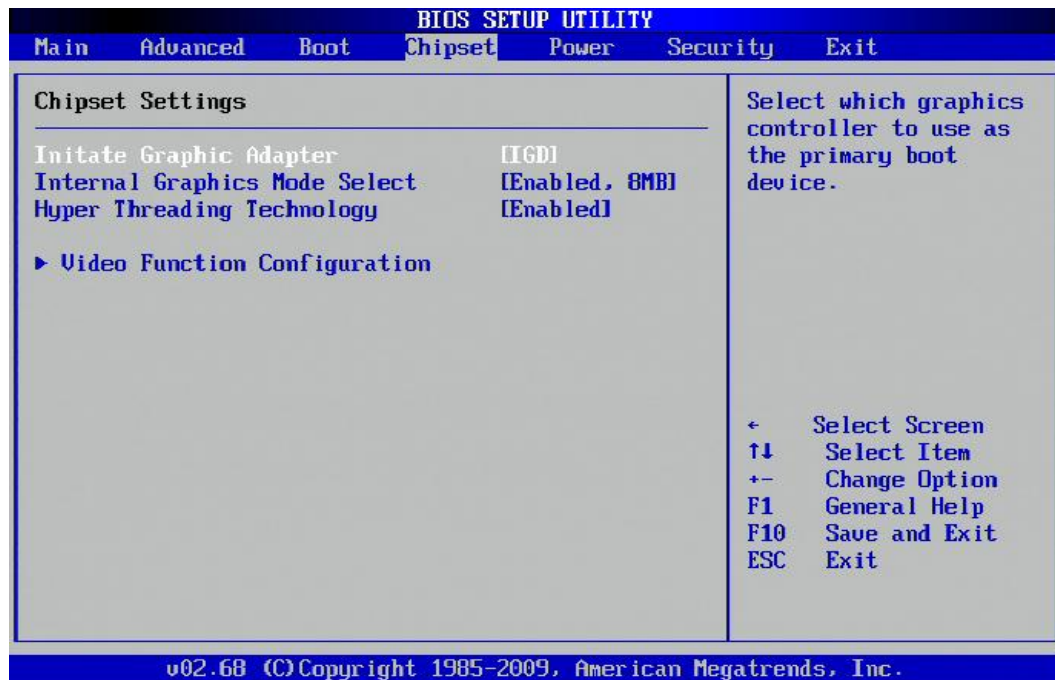 BIOS SETUP UTILITY
Main Advanced Boot Chipset Power Security Exit
Chipset Settings
Initate Graphic Adapter [IGD]
Internal Graphics Mode Select [Enabled, 8MB]
Hyper Threading Technology [Enabled]
▶ Video Function Configuration
Select which graphics
controller to use as
the primary boot
device.
← Select Screen
↑↓ Select Item
+- Change Option
F1 General Help
F10 Save and Exit
ESC Exit
v02.68 (C)Copyright 1985-2009, American Megatrends, Inc.